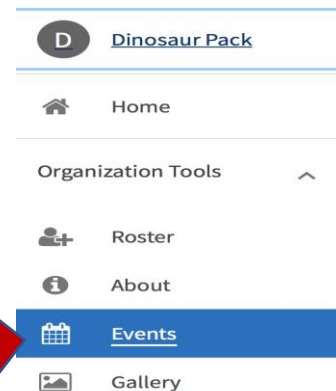 D Dinosaur Pack
Home
Organization Tools
Roster
About
Events
Gallery